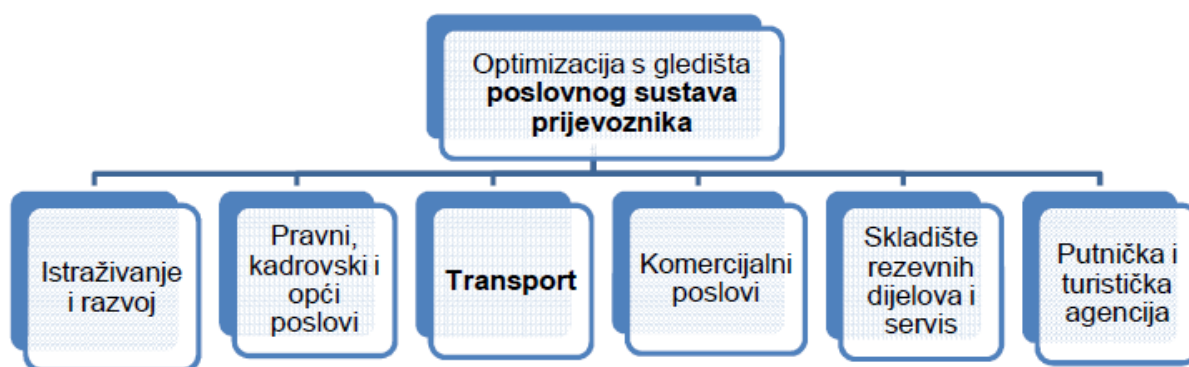 Optimizacija s gledišta
poslovnog sustava
prijevoznika
Istraživanje
i razvoj
Pravni,
kadrovski i
opći
poslovi
Transport
Komercijalni
poslovi
Skladište
rezevnih
dijelova i
servis
Putnička i
turistička
agencija